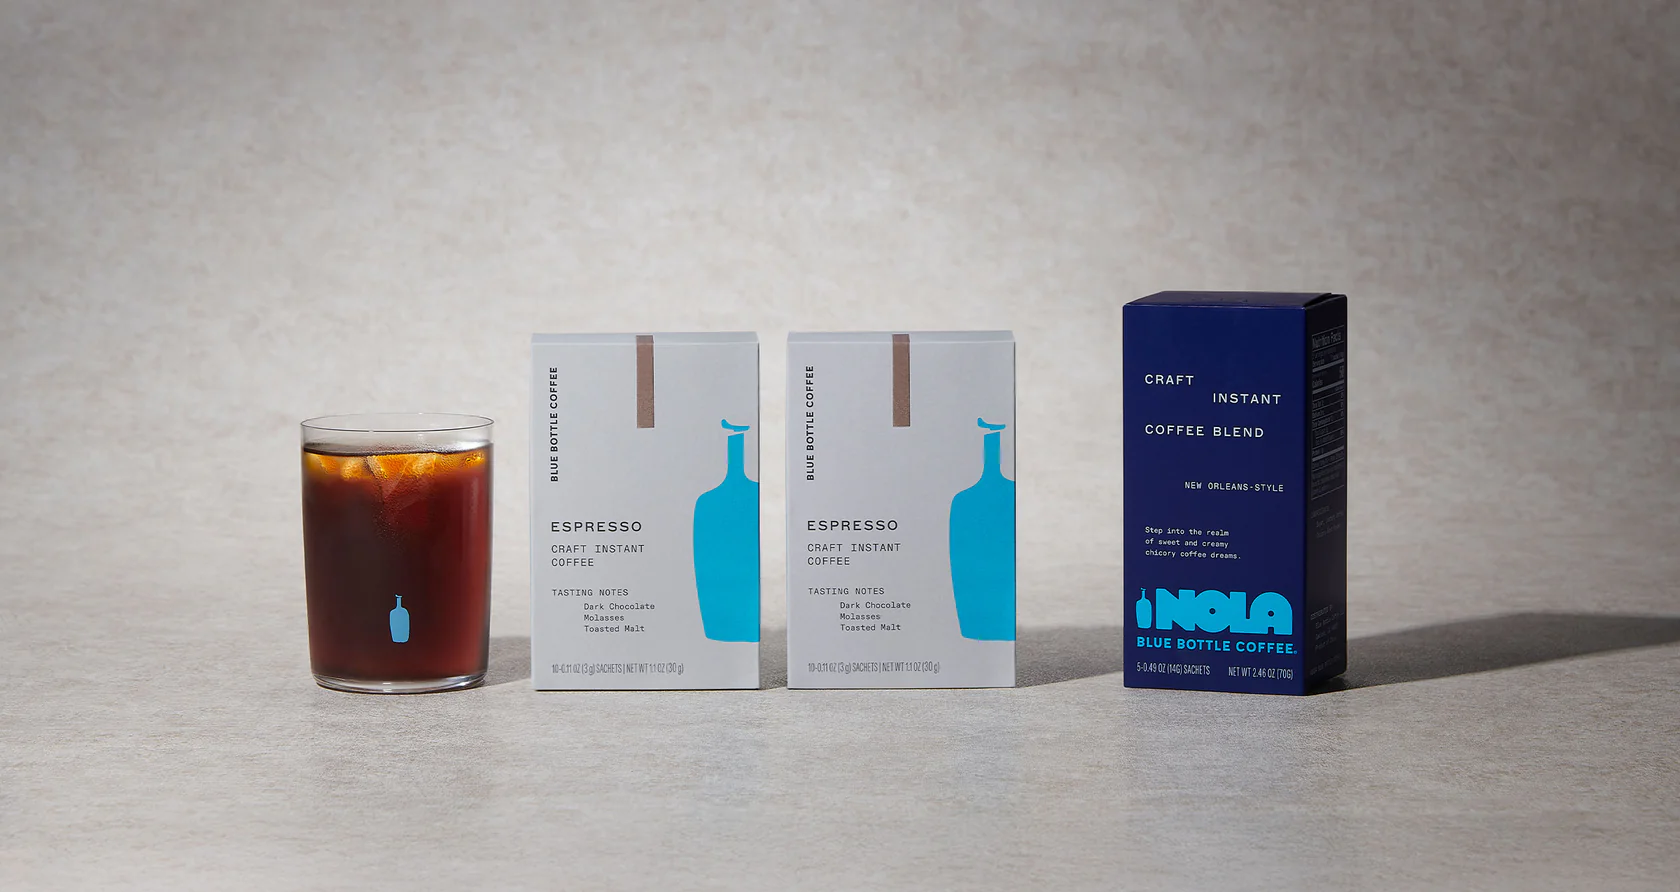 BLUE BOTTLE COFFEE
ESPRESSO
CRAFT INSTANT
COFFEE
TASTING NOTES
Dark Chocolate
Molasses
Toasted Malt
10-0.11 OZ (3 g) SACHETS | NET WT 1.1 OZ (30 g)
BLUE BOTTLE COFFEE
ESPRESSO
CRAFT INSTANT
COFFEE
TASTING NOTES
Dark Chocolate
Molasses
Toasted Malt
10-0.11 OZ (3 g) SACHETS | NET WT 1.1 OZ (30 g)
CRAFT
INSTANT
COFFEE BLEND
NEW ORLEANS-STYLE
Step into the realm
of sweet and creamy
chicory coffee dreams.
NOLA
BLUE BOTTLE COFFEE®
5-0.49 OZ (14G) SACHETS NET WT 2.46 OZ (70G)
Nutrition Facts